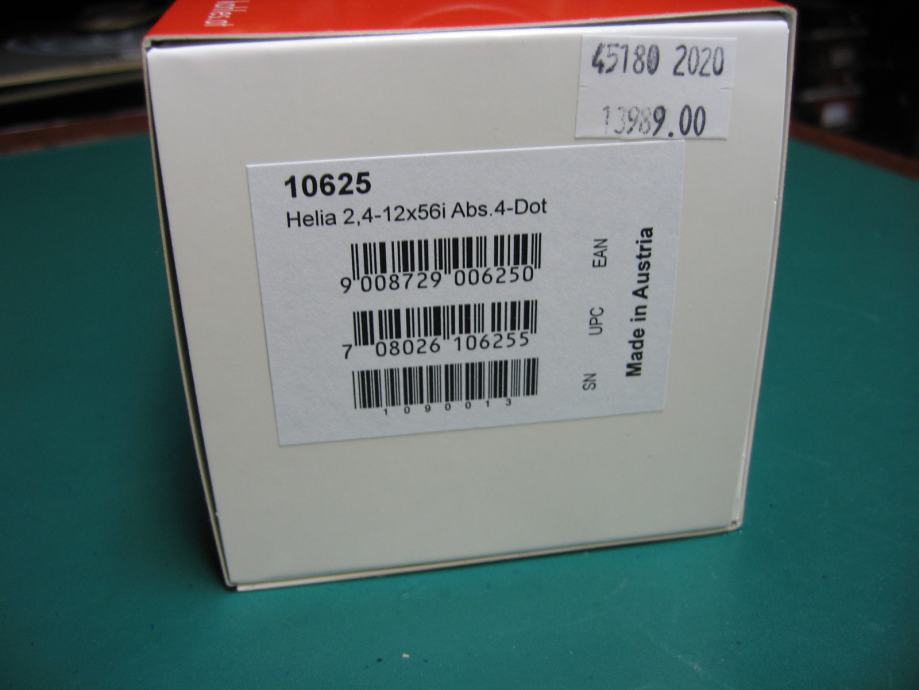 45180 2020
13989.00
10625
Helia 2,4-12x56i Abs.4-Dot
9 008729 006250
EAN
7 08026 106255
UPC
1090013
SN
Made in Austria